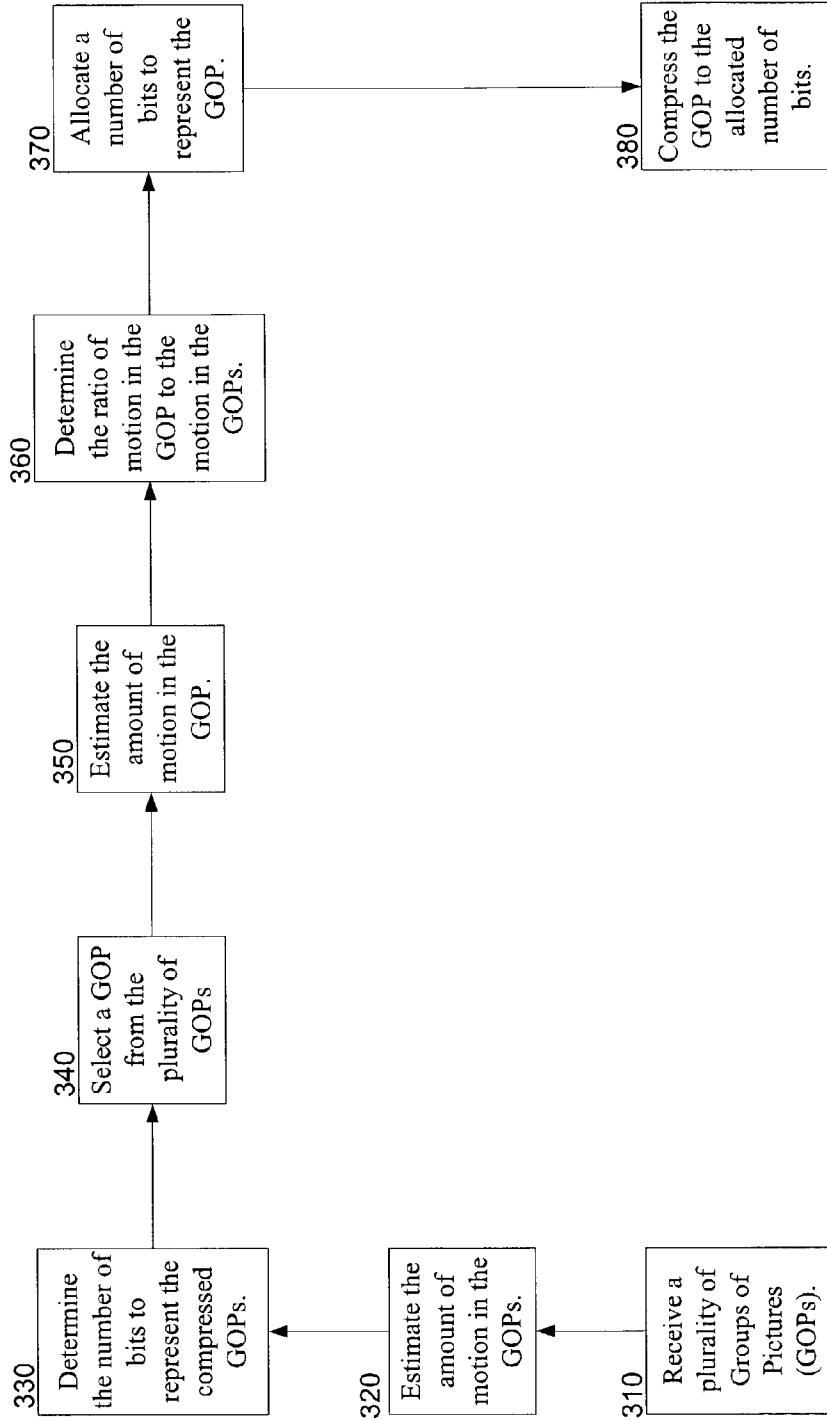 310
Receive a
plurality of
Groups of
Pictures
(GOPs).
320
Estimate the
amount of
motion in the
GOPs.
330
Determine
the number of
bits to
represent the
compressed
GOPs.
340
Select a GOP
from the
plurality of
GOPs
350
Estimate the
amount of
motion in the
GOP.
360
Determine
the ratio of
motion in the
GOP to the
motion in the
GOPs.
370
Allocate a
number of
bits to
represent the
GOP.
380
Compress the
GOP to the
allocated
number of
bits.